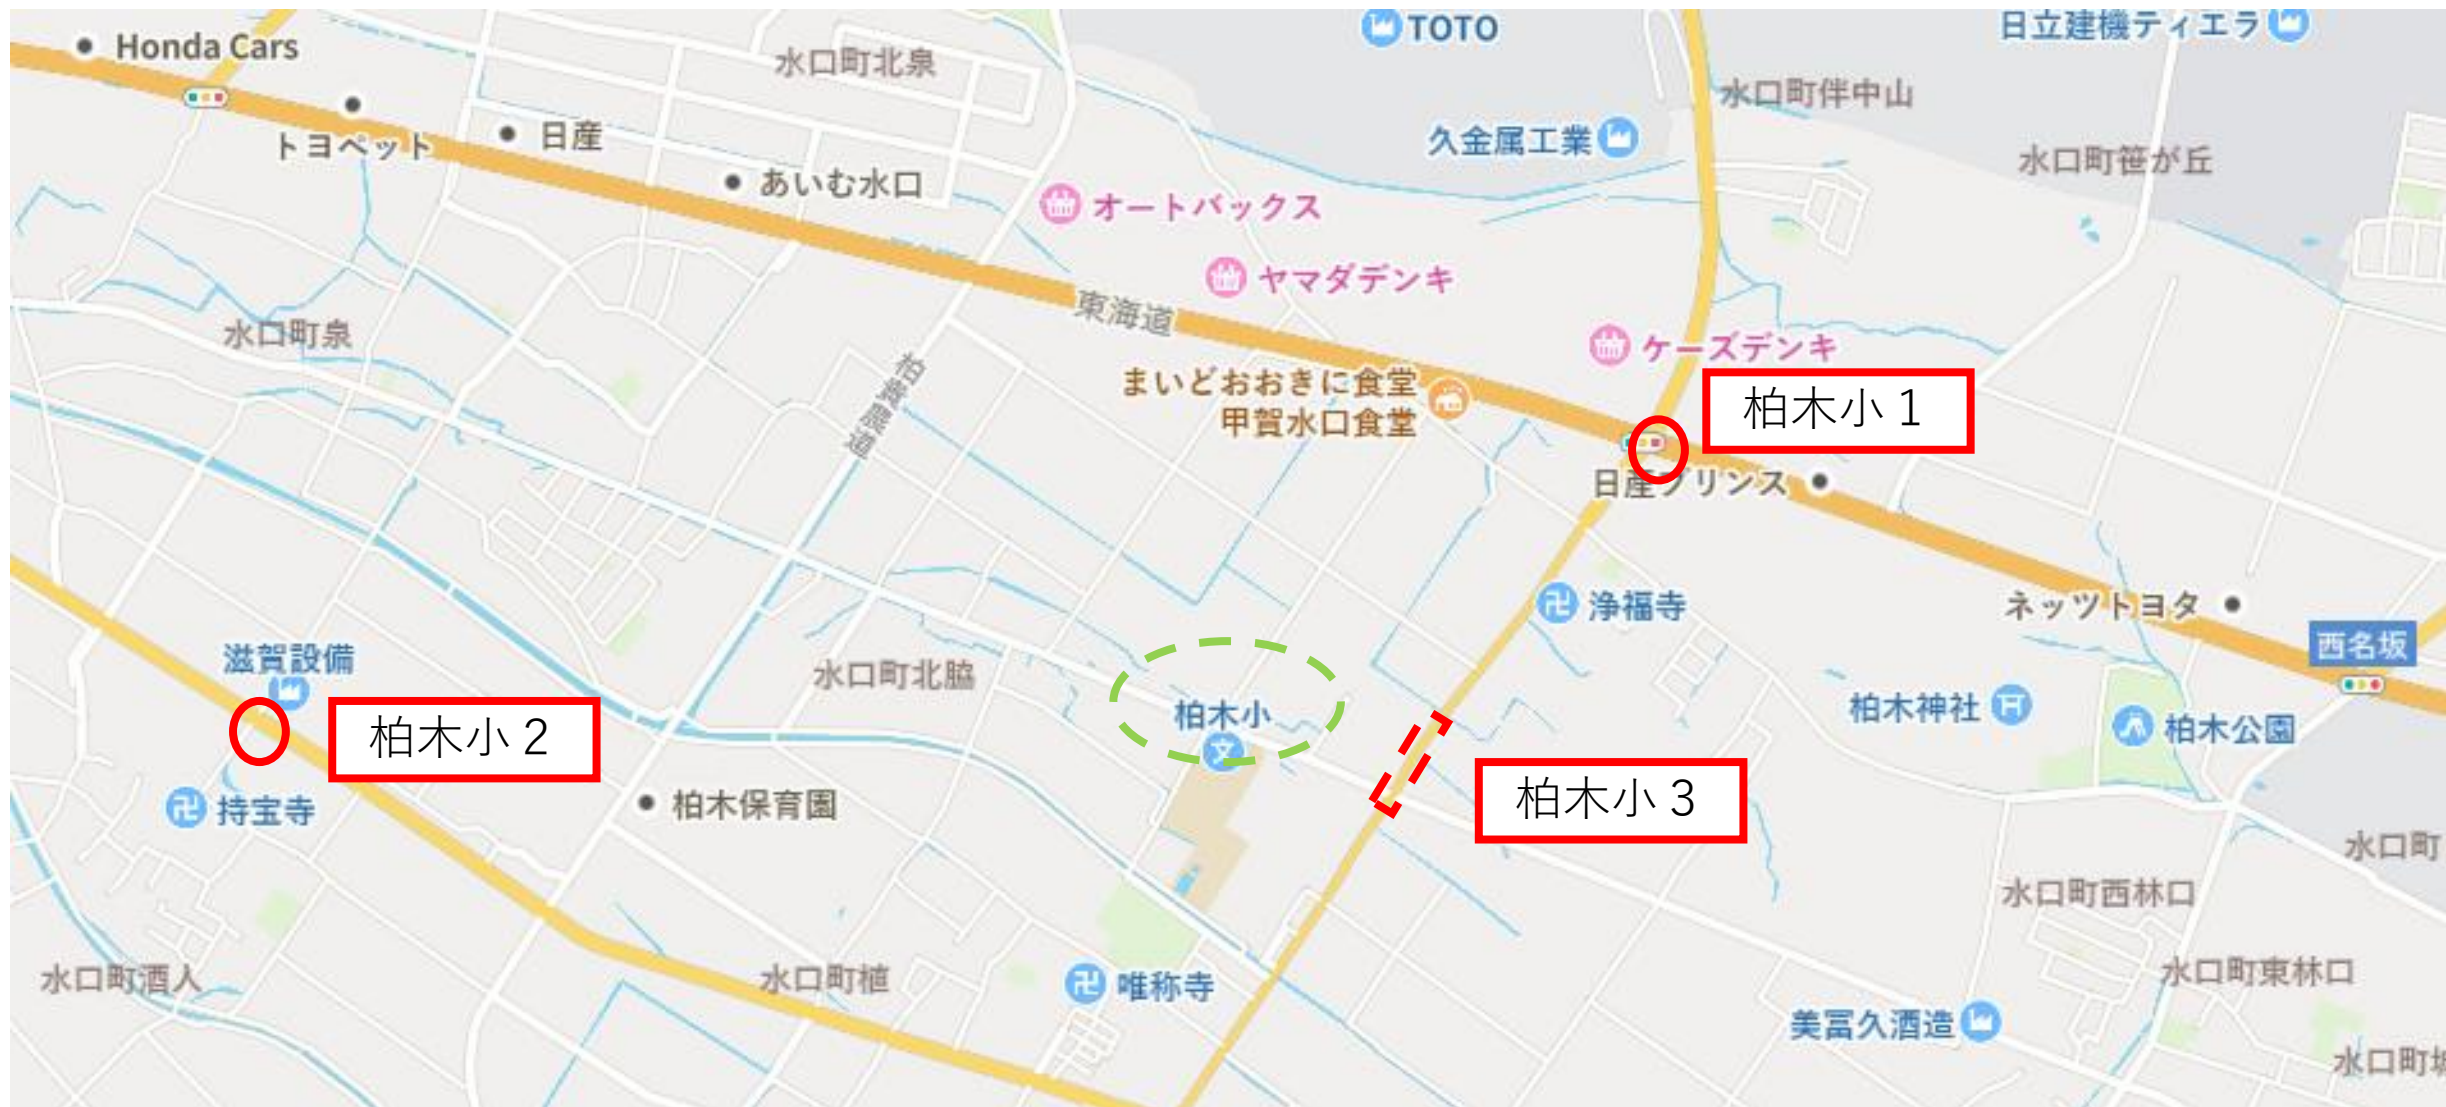 TOTO
日立建機ティエラ
Honda Cars
水口町北泉
水口町伴中山
トヨペット
日産
久金属工業
水口町笹が丘
あいむ水口
オートバックス
ヤマダデンキ
東海道
水口町泉
ケーズデンキ
柏貴農道
まいどおおきに食堂
甲賀水口食堂
柏木小1
日産プリンス
浄福寺
ネッツトヨタ
西名坂
滋賀設備
水口町北脇
柏木小
柏木神社
柏木公園
柏木小2
柏木小3
持宝寺
柏木保育園
水口町
水口町西林口
水口町酒人
水口町植
唯称寺
水口町東林口
美冨久酒造
水口町